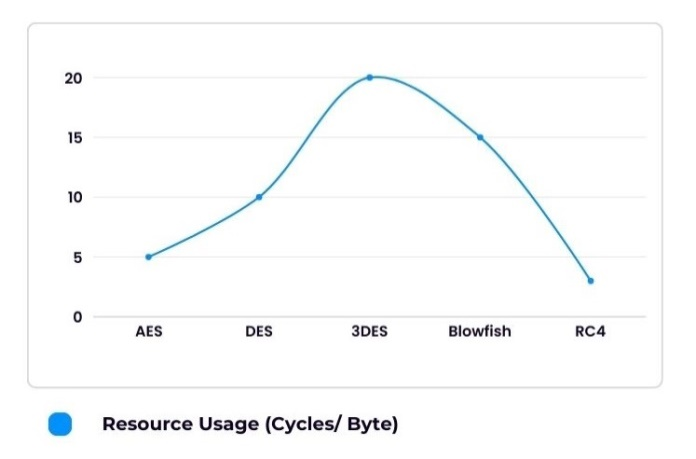 20
15
10
5
0
AES DES 3DES Blowfish RC4
Resource Usage (Cycles/ Byte)